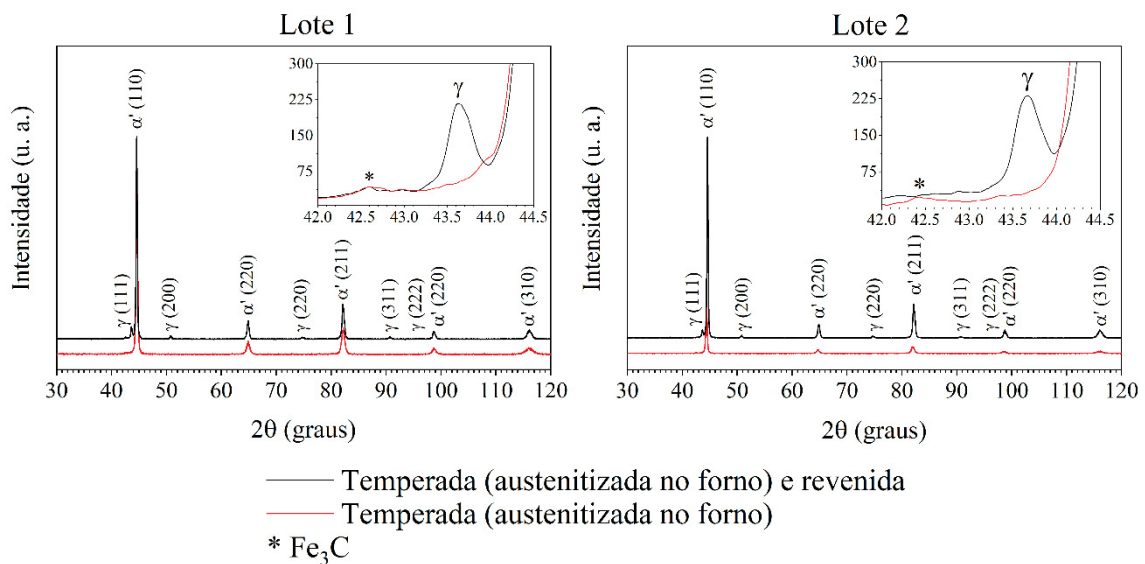 Lote 1
Intensidade (u. a.)
α' (110)
γ (111)
γ (200)
α' (220)
γ (220)
α' (211)
γ (311)
γ (222)
α' (220)
α' (310)
300
225
150
75
γ
*
42.0 42.5 43.0 43.5 44.0 44.5
30 40 50 60 70 80 90 100 110 120
2θ (graus)
Lote 2
Intensidade (u. a.)
α' (110)
γ (111)
γ (200)
α' (220)
γ (220)
α' (211)
γ (311)
γ (222)
α' (220)
α' (310)
300
225
150
75
γ
*
42.0 42.5 43.0 43.5 44.0 44.5
30 40 50 60 70 80 90 100 110 120
2θ (graus)
Temperada (austenitizada no forno) e revenida
Temperada (austenitizada no forno)
* Fe₃C